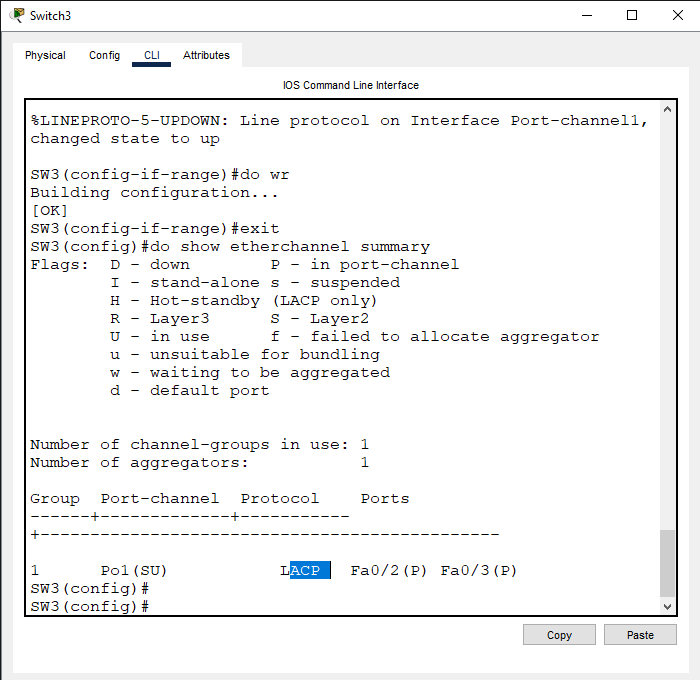 Switch3
Physical Config CLI Attributes
IOS Command Line Interface
%LINEPROTO-5-UPDOWN: Line protocol on Interface Port-channel1,
changed state to up
SW3(config-if-range)#do wr
Building configuration...
[OK]
SW3(config-if-range)#exit
SW3(config)#do show etherchannel summary
Flags:  D - down        P - in port-channel
        I - stand-alone s - suspended
        H - Hot-standby (LACP only)
        R - Layer3      S - Layer2
        U - in use      f - failed to allocate aggregator
        u - unsuitable for bundling
        w - waiting to be aggregated
        d - default port
Number of channel-groups in use: 1
Number of aggregators:           1
Group  Port-channel  Protocol    Ports
------+-------------+-----------
+----------------------------------------------
1      Po1(SU)           LACP   Fa0/2(P) Fa0/3(P)
SW3(config)#
SW3(config)#
Copy Paste